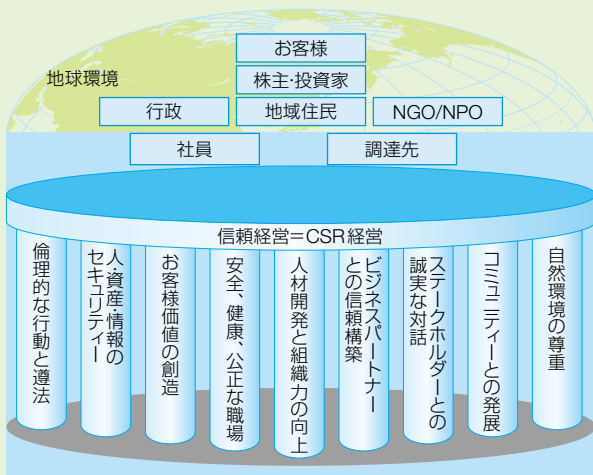 お客様
地球環境
株主・投資家
行政
地域住民
NGO/NPO
社員
調達先
信頼経営＝CSR経営
倫理的な行動と遵法
人・資産・情報の
セキュリティー
お客様価値の創造
安全、健康、公正な職場
人材開発と組織力の向上
ビジネスパートナー
との信頼構築
ステークホルダーとの
誠実な対話
コミュニティーとの発展
自然環境の尊重